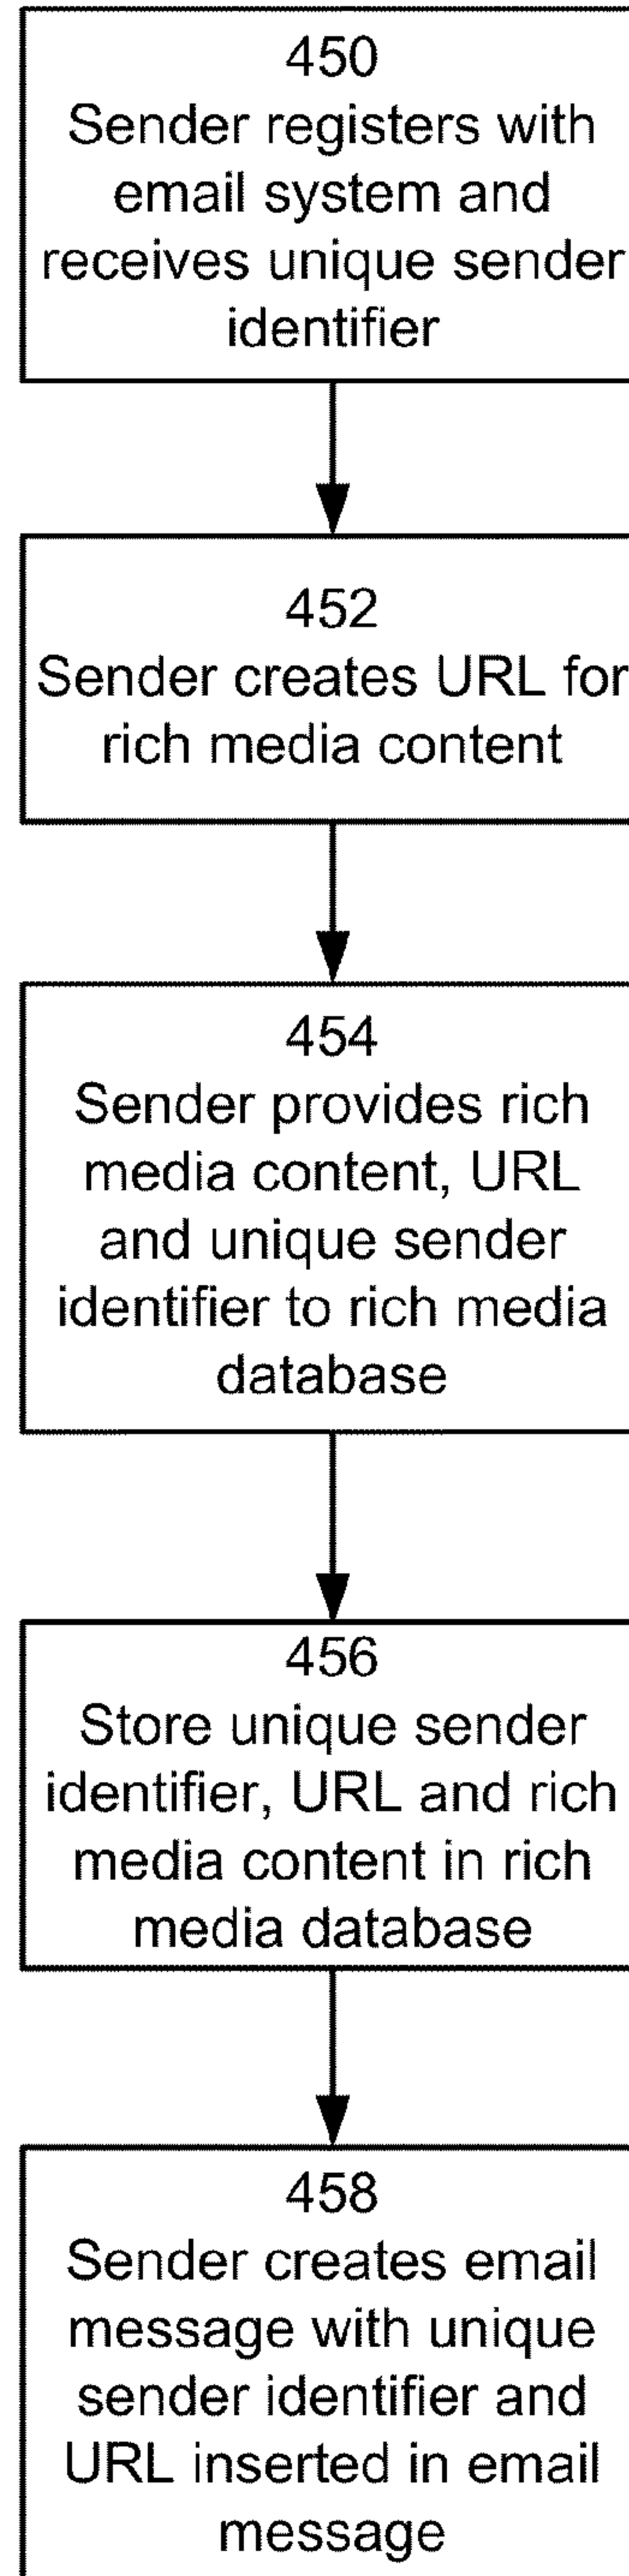 450
Sender registers with
email system and
receives unique sender
identifier
452
Sender creates URL for
rich media content
454
Sender provides rich
media content, URL
and unique sender
identifier to rich media
database
456
Store unique sender
identifier, URL and rich
media content in rich
media database
458
Sender creates email
message with unique
sender identifier and
URL inserted in email
message